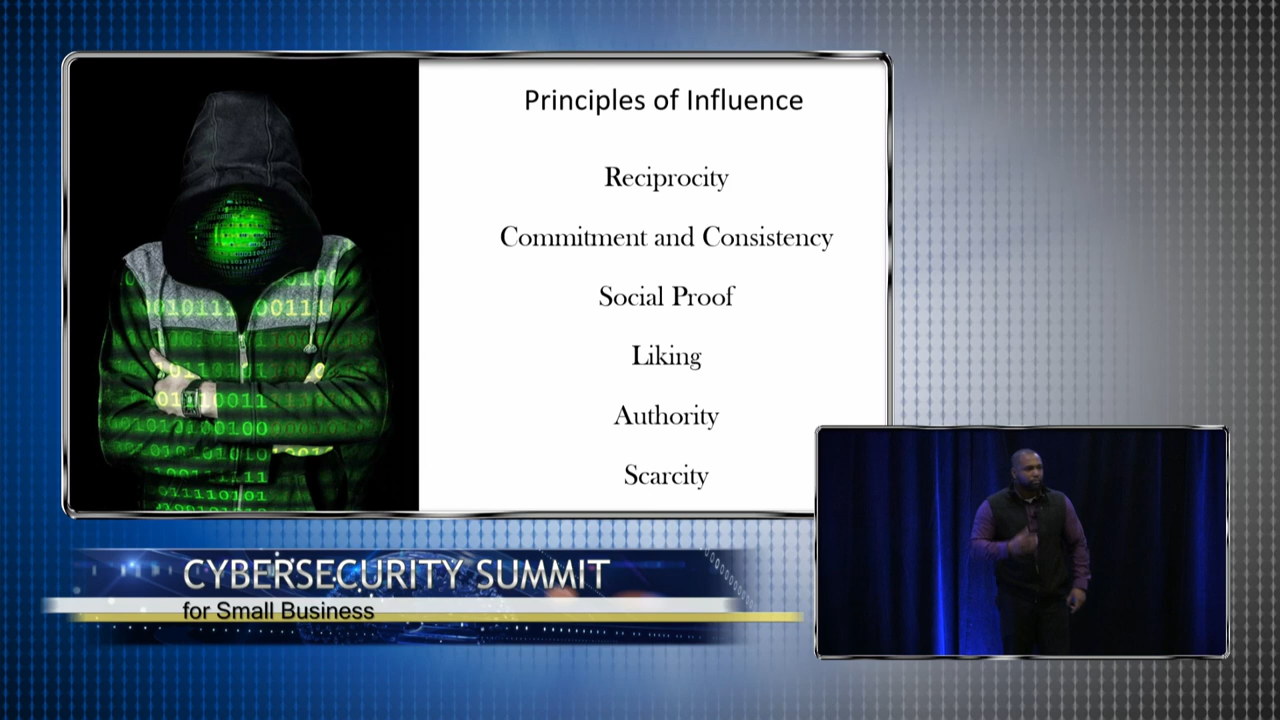 Principles of Influence
Reciprocity
Commitment and Consistency
Social Proof
Liking
Authority
Scarcity
CYBERSECURITY SUMMIT
for Small Business